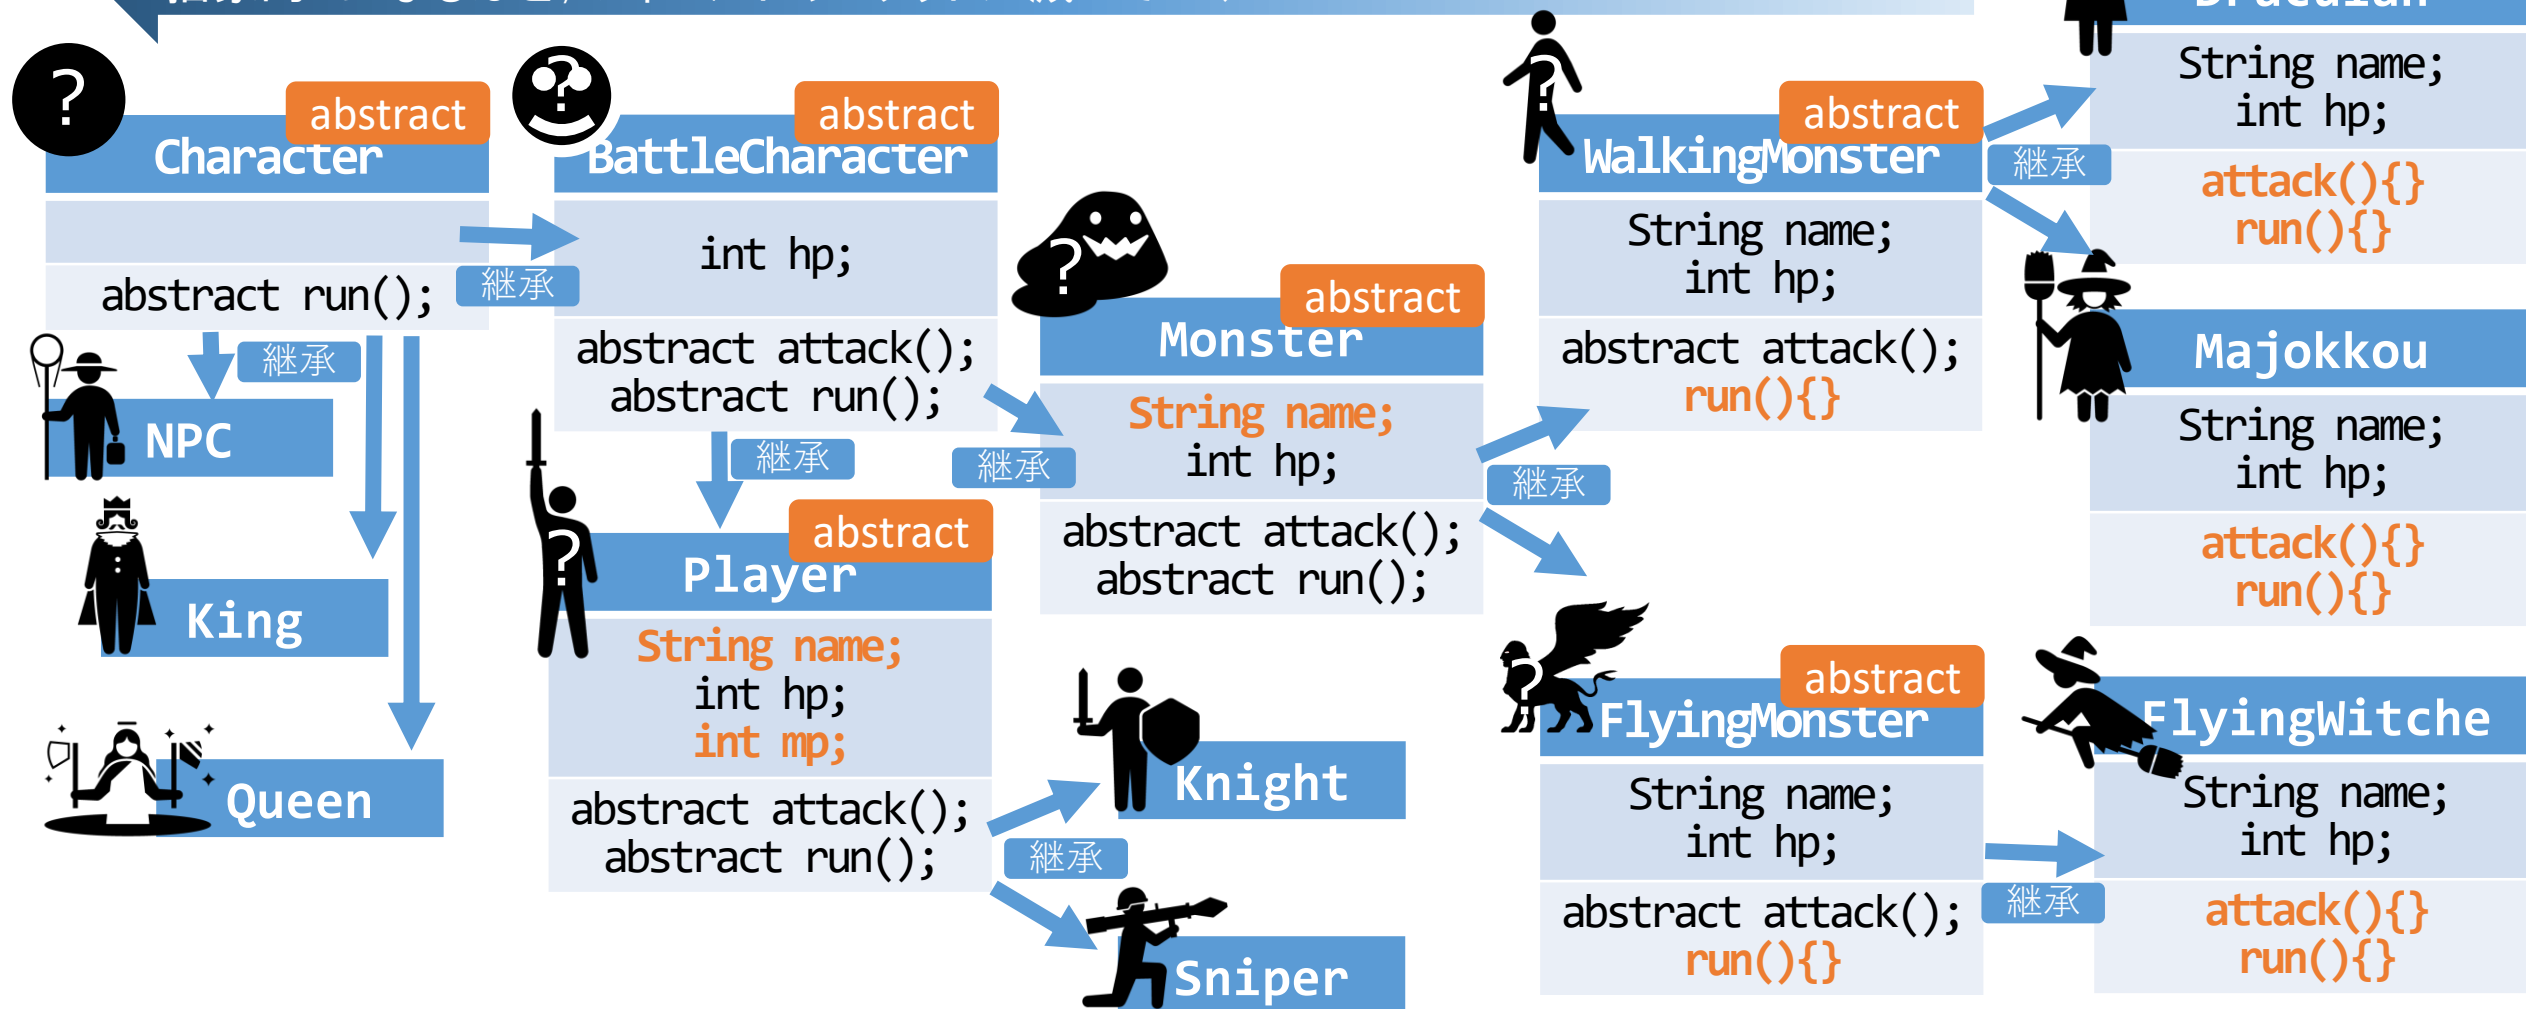 ?
abstract
Character
abstract run();
継承
継承
NPC
King
Queen
?
abstract
BattleCharacter
int hp;
abstract attack();
abstract run();
継承
継承
?
abstract
Player
String name;
int hp;
int mp;
abstract attack();
abstract run();
継承
Knight
Sniper
?
abstract
Monster
String name;
int hp;
abstract attack();
abstract run();
継承
?
abstract
WalkingMonster
String name;
int hp;
abstract attack();
run(){}
継承
?
abstract
FlyingMonster
String name;
int hp;
abstract attack();
run(){}
継承
String name;
int hp;
attack(){}
run(){}
Majokkou
String name;
int hp;
attack(){}
run(){}
FlyingWitche
String name;
int hp;
attack(){}
run(){}